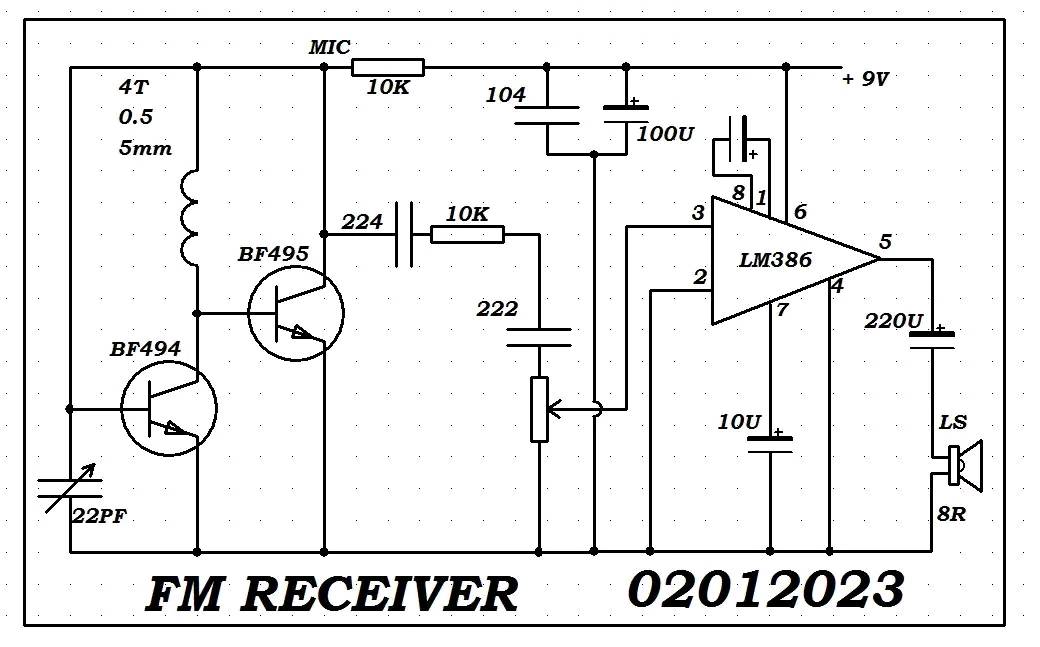 MIC
10K
+ 9V
4T
0.5
5mm
104
100U
+
+
8
1
6
3
5
LM386
2
4
7
224
10K
BF495
222
220U
+
BF494
10U
+
LS
22PF
8R
FM RECEIVER
02012023